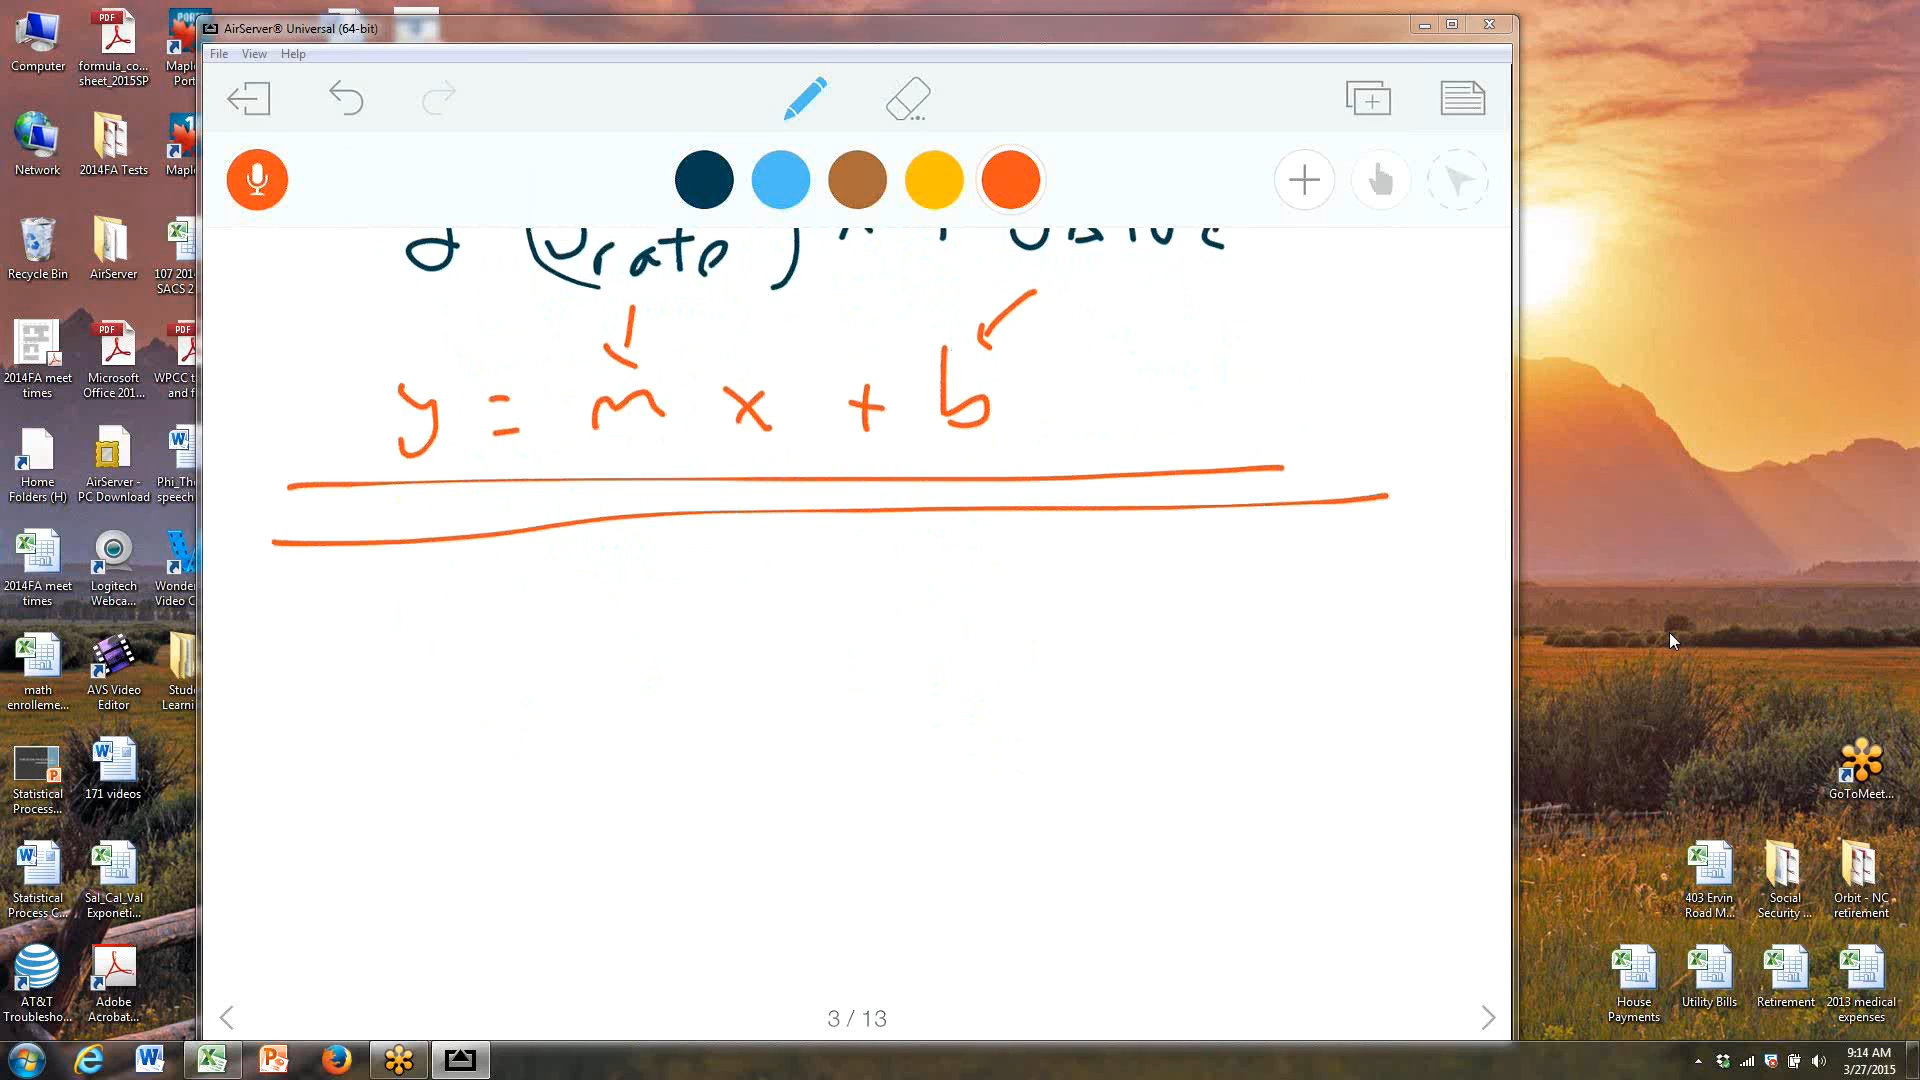 AirServer® Universal (64-bit)
File View Help
rate ) x +
y = m x + b
3 / 13
Computer
formula_co... sheet_2015SP
Network
2014FA Tests
Recycle Bin
AirServer
2014FA meet times
Microsoft Office 201...
Home Folders (H)
AirServer - PC Download
2014FA meet times
Logitech Webca...
math enrolleme...
AVS Video Editor
Statistical Process...
171 videos
Statistical Process C...
Sal_Cal_Val Exponeti...
AT&T Troublesho...
Adobe Acrobat...
GoToMeet...
403 Ervin Road M...
Social Security ...
Orbit - NC retirement
House Payments
Utility Bills
Retirement
2013 medical expenses
9:14 AM
3/27/2015